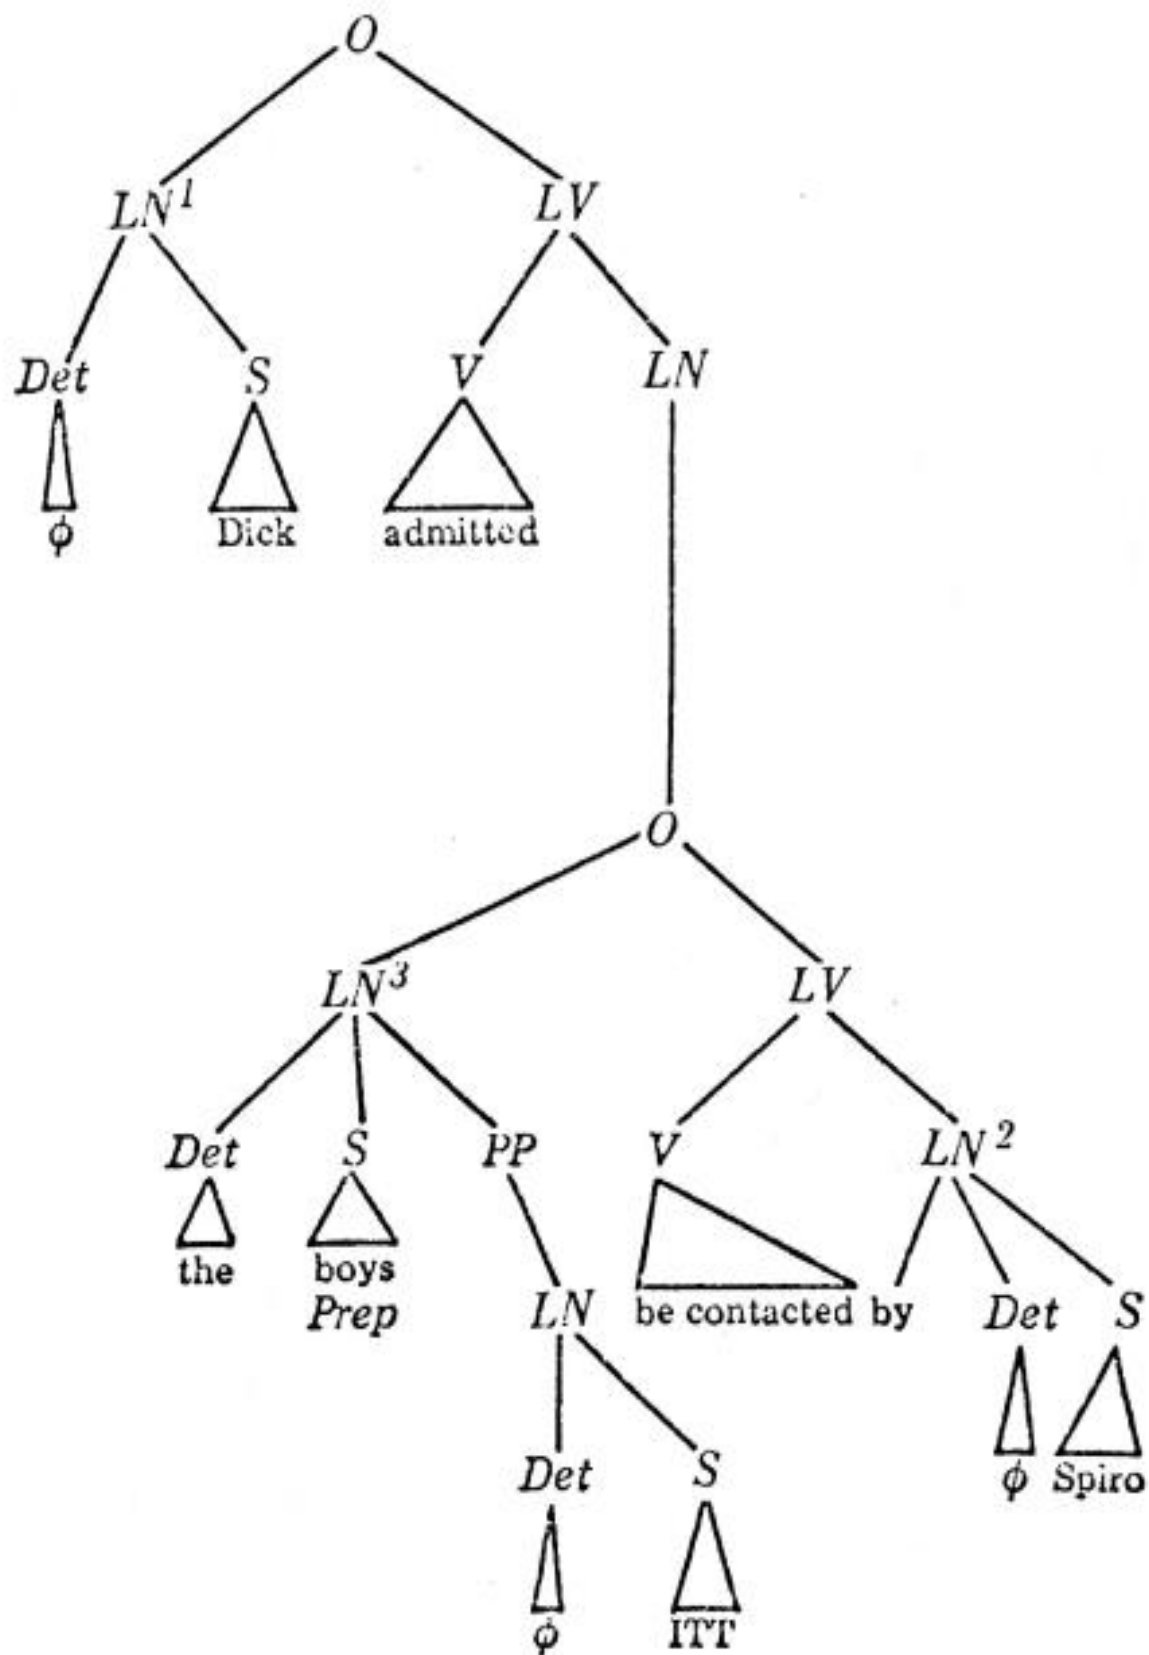 O
LN¹ LV
Det S V LN
ϕ Dick admitted
O
LN³ LV
Det S PP V LN²
the boys
Prep LN be contacted by Det S
Det S ϕ Spiro
ϕ ITT